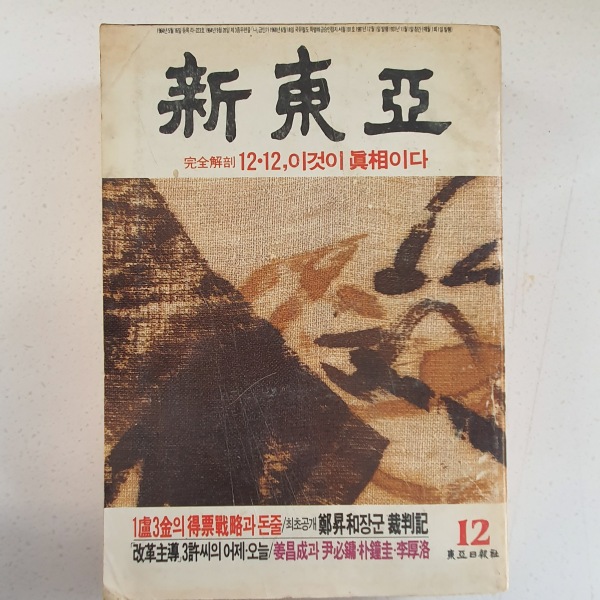 新東亞
完全解剖 12·12, 이것이 眞相이다
1盧3金의 得票戰略과 돈줄/최초공개 鄭昇和장군 裁判記
「改革主導」3許씨의 어제·오늘/姜昌成과 尹必鏞·朴鐘圭·李厚洛
12
東亞日報社